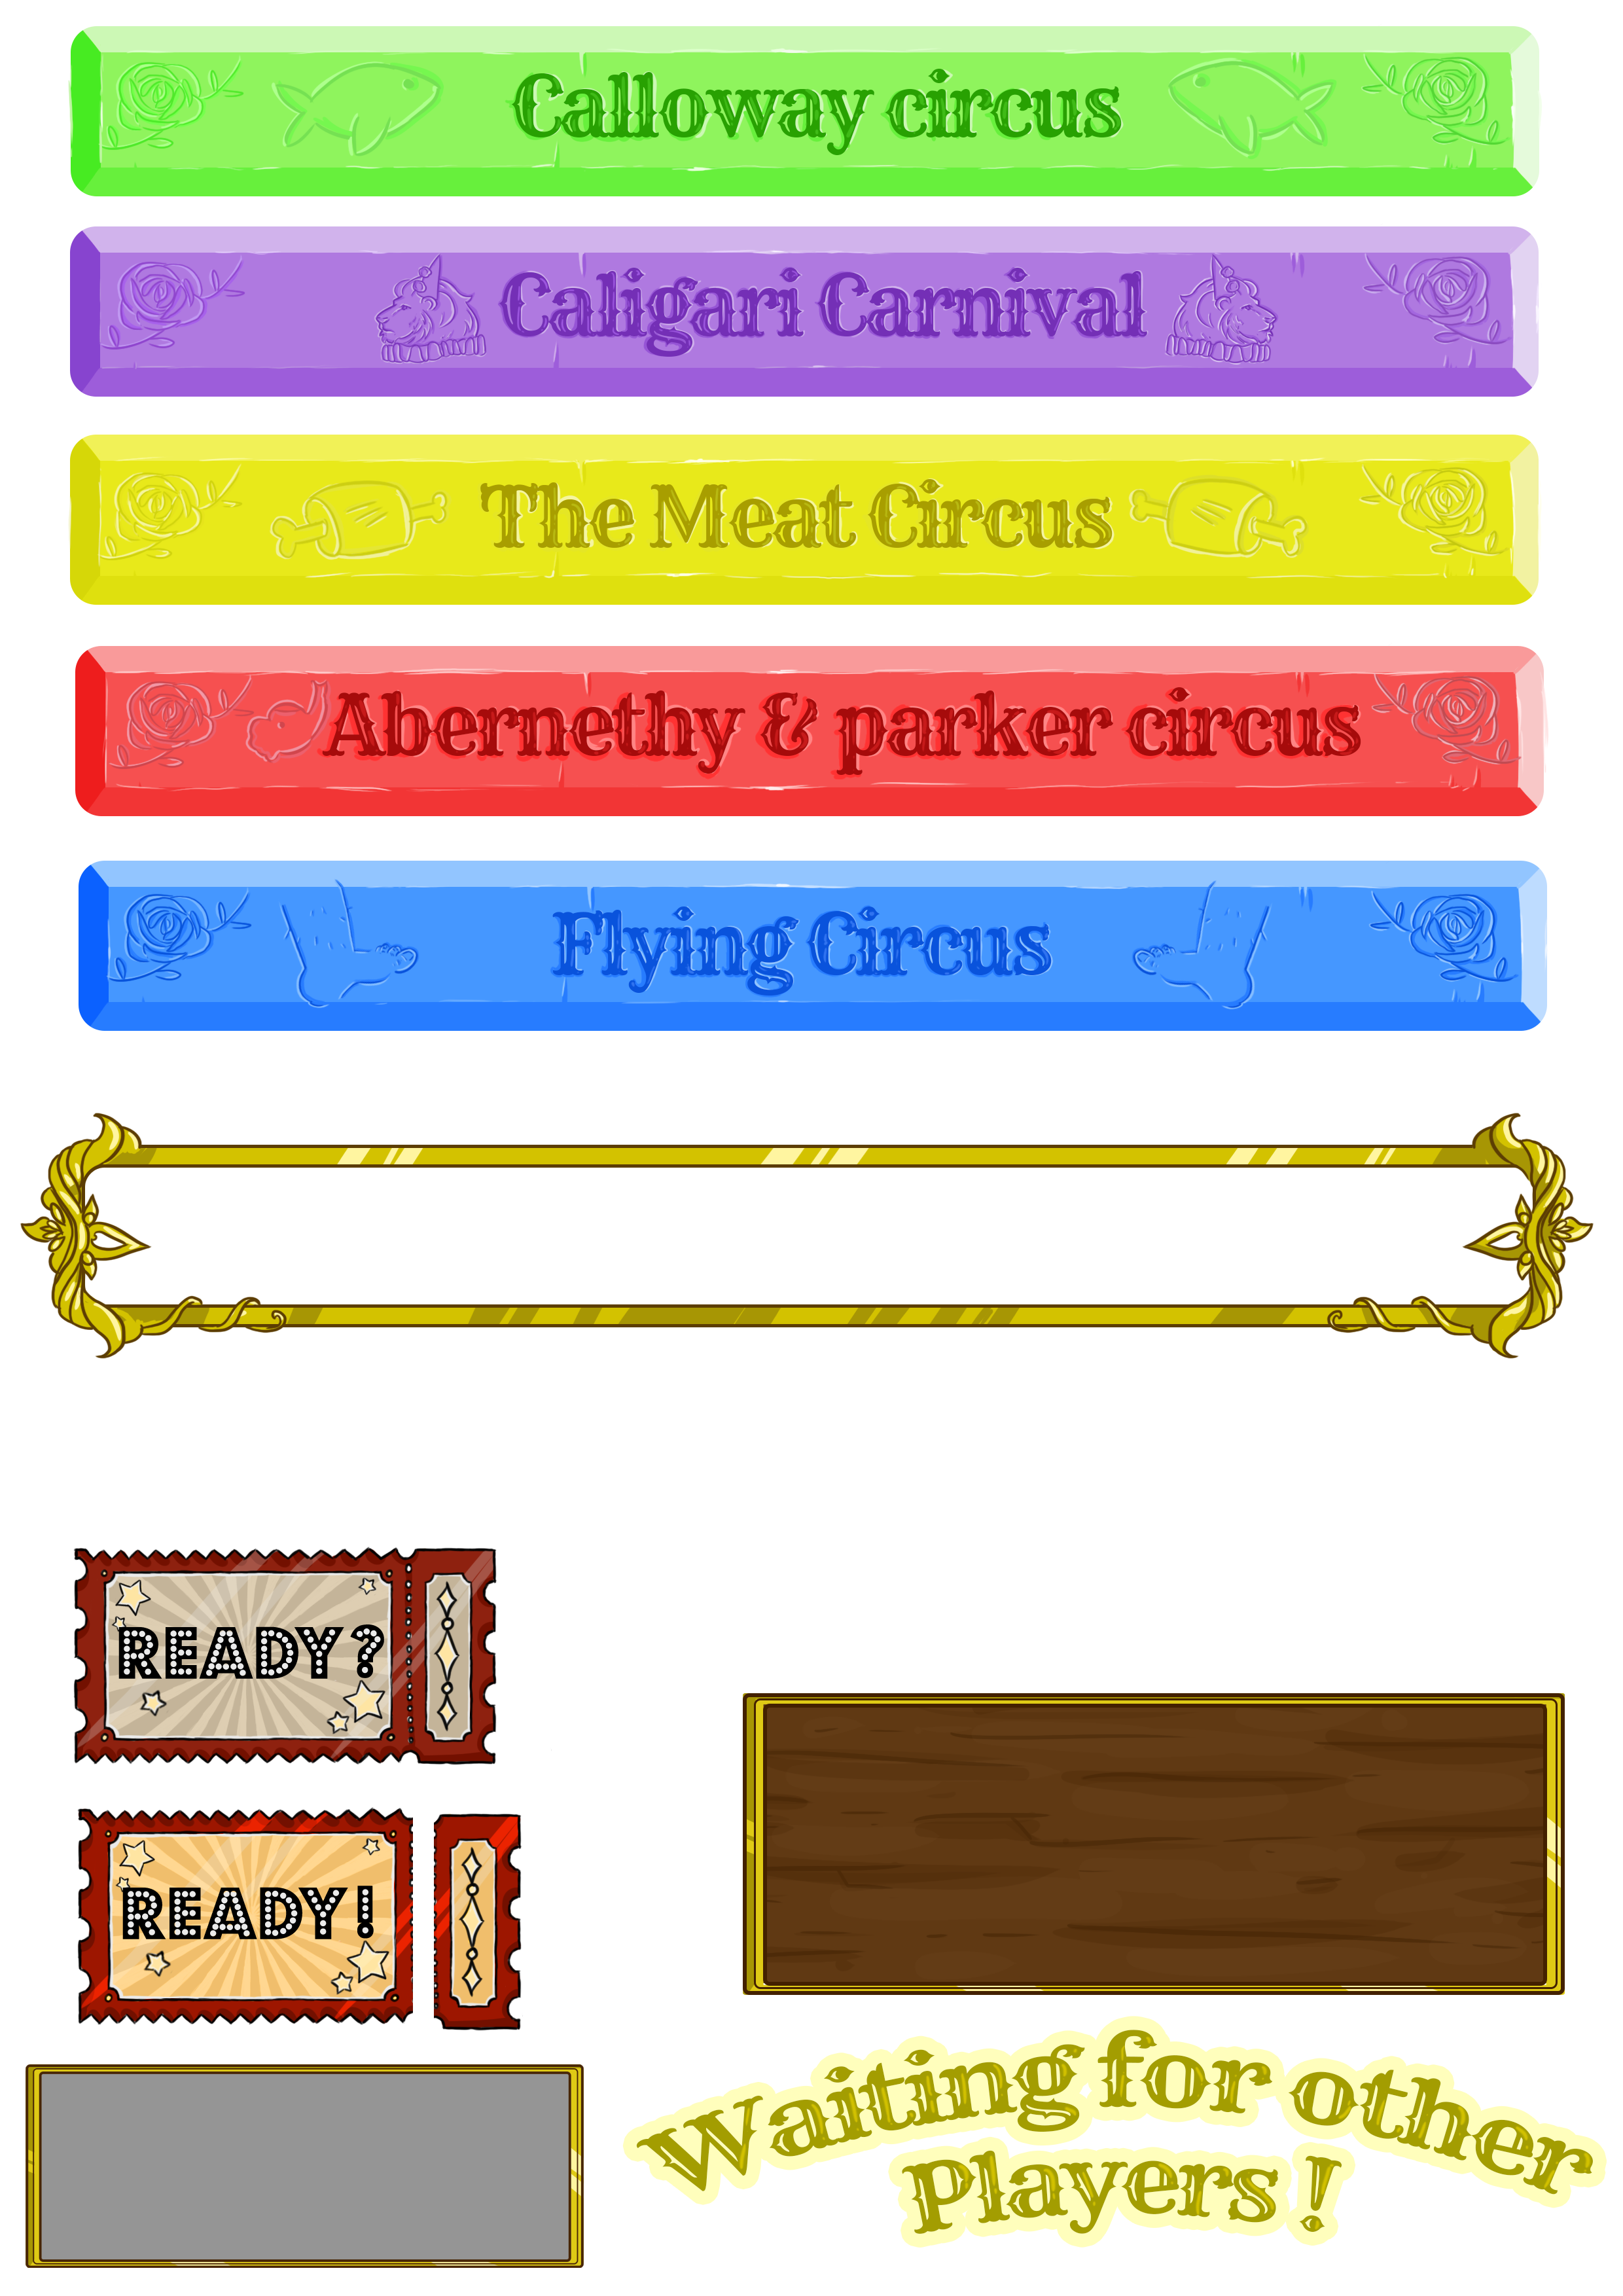 Calloway circus
Caligari Carnival
The Meat Circus
Abernethy & parker circus
Flying Circus
READY?
READY!
Waiting for other
Players !